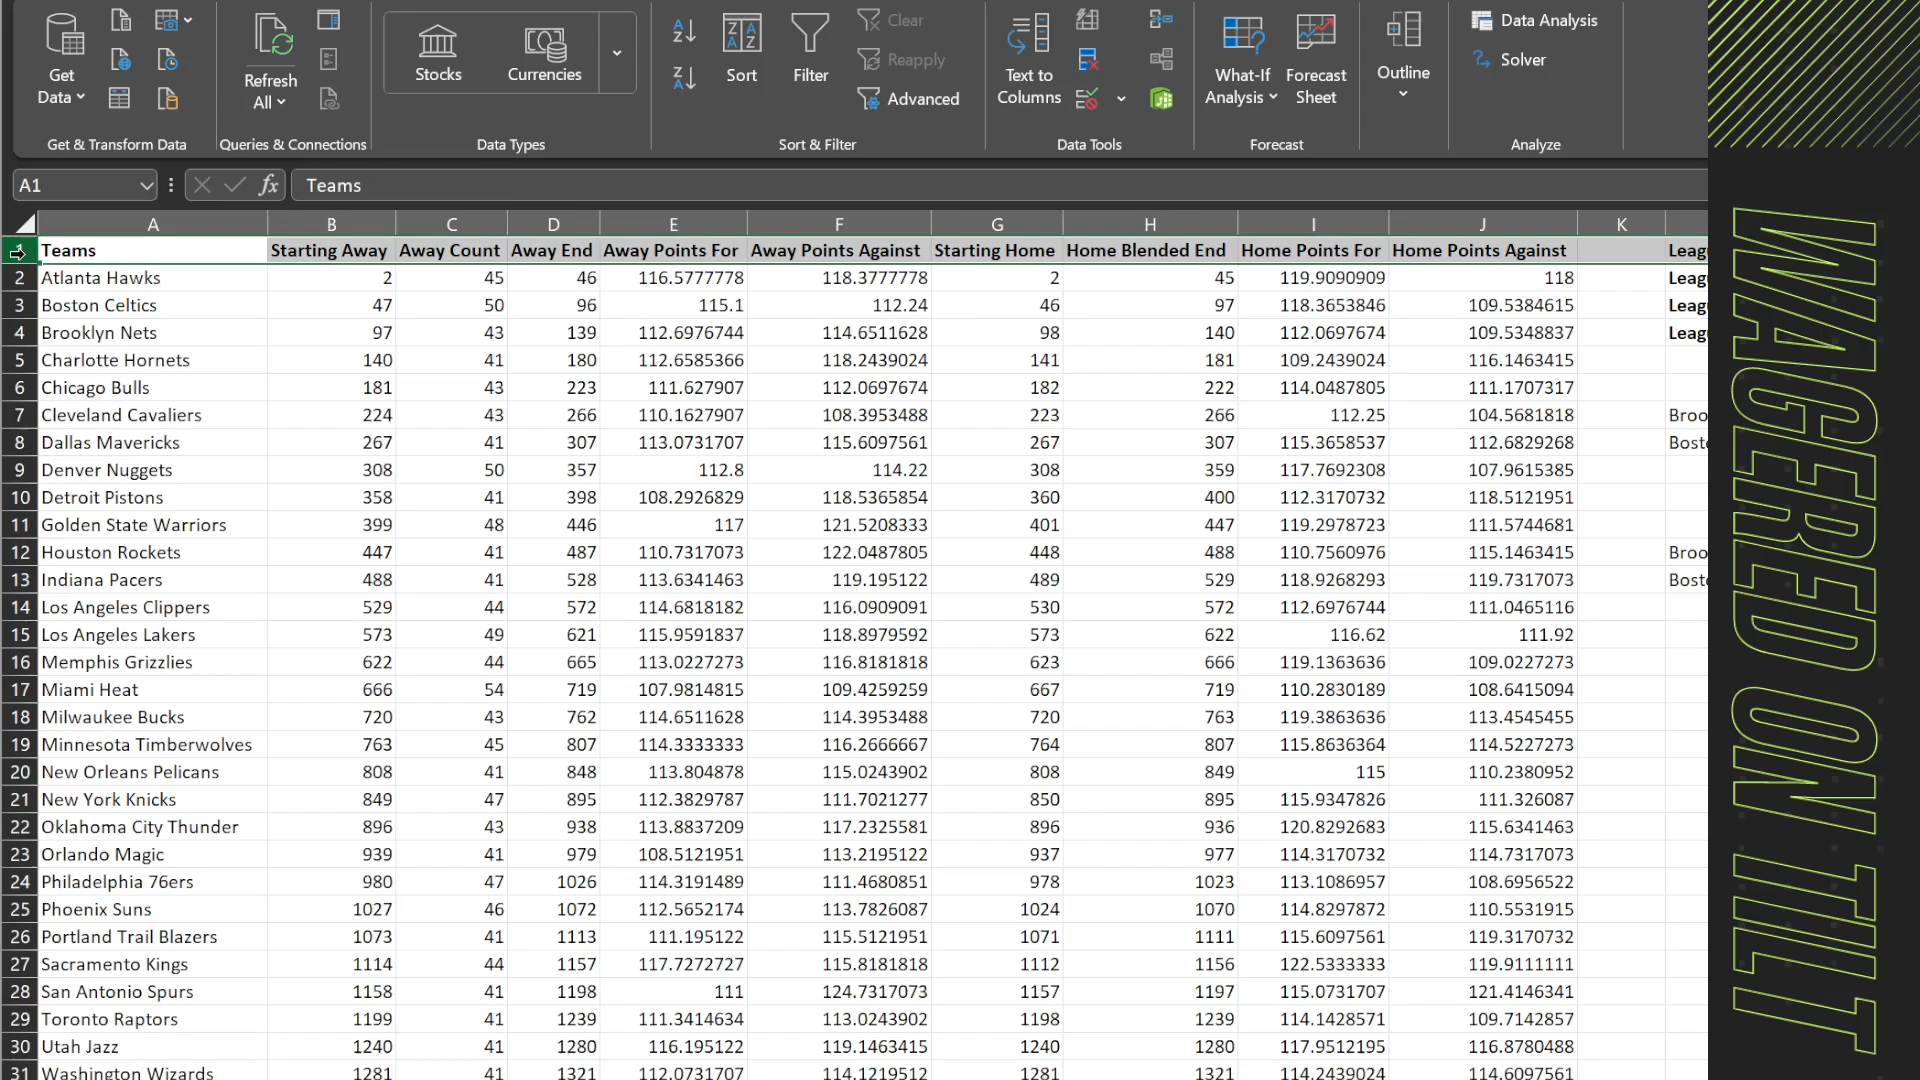 Get Data
Refresh All
Stocks
Currencies
Sort
Filter
Clear
Reapply
Advanced
Text to Columns
What-If Analysis
Forecast Sheet
Outline
Data Analysis
Solver
Get & Transform Data
Queries & Connections
Data Types
Sort & Filter
Data Tools
Forecast
Analyze
A1 fx Teams
A B C D E F G H I J K
1 Teams Starting Away Away Count Away End Away Points For Away Points Against Starting Home Home Blended End Home Points For Home Points Against Leag
2 Atlanta Hawks 2 45 46 116.5777778 118.3777778 2 45 119.9090909 118 Leag
3 Boston Celtics 47 50 96 115.1 112.24 46 97 118.3653846 109.5384615 Leag
4 Brooklyn Nets 97 43 139 112.6976744 114.6511628 98 140 112.0697674 109.5348837 Leag
5 Charlotte Hornets 140 41 180 112.6585366 118.2439024 141 181 109.2439024 116.1463415
6 Chicago Bulls 181 43 223 111.627907 112.0697674 182 222 114.0487805 111.1707317
7 Cleveland Cavaliers 224 43 266 110.1627907 108.3953488 223 266 112.25 104.5681818 Broo
8 Dallas Mavericks 267 41 307 113.0731707 115.6097561 267 307 115.3658537 112.6829268 Bost
9 Denver Nuggets 308 50 357 112.8 114.22 308 359 117.7692308 107.9615385
10 Detroit Pistons 358 41 398 108.2926829 118.5365854 360 400 112.3170732 118.5121951
11 Golden State Warriors 399 48 446 117 121.5208333 401 447 119.2978723 111.5744681
12 Houston Rockets 447 41 487 110.7317073 122.0487805 448 488 110.7560976 115.1463415 Broo
13 Indiana Pacers 488 41 528 113.6341463 119.195122 489 529 118.9268293 119.7317073 Bost
14 Los Angeles Clippers 529 44 572 114.6818182 116.0909091 530 572 112.6976744 111.0465116
15 Los Angeles Lakers 573 49 621 115.9591837 118.8979592 573 622 116.62 111.92
16 Memphis Grizzlies 622 44 665 113.0227273 116.8181818 623 666 119.1363636 109.0227273
17 Miami Heat 666 54 719 107.9814815 109.4259259 667 719 110.2830189 108.6415094
18 Milwaukee Bucks 720 43 762 114.6511628 114.3953488 720 763 119.3863636 113.4545455
19 Minnesota Timberwolves 763 45 807 114.3333333 116.2666667 764 807 115.8636364 114.5227273
20 New Orleans Pelicans 808 41 848 113.804878 115.0243902 808 849 115 110.2380952
21 New York Knicks 849 47 895 112.3829787 111.7021277 850 895 115.9347826 111.326087
22 Oklahoma City Thunder 896 43 938 113.8837209 117.2325581 896 936 120.8292683 115.6341463
23 Orlando Magic 939 41 979 108.5121951 113.2195122 937 977 114.3170732 114.7317073
24 Philadelphia 76ers 980 47 1026 114.3191489 111.4680851 978 1023 113.1086957 108.6956522
25 Phoenix Suns 1027 46 1072 112.5652174 113.7826087 1024 1070 114.8297872 110.5531915
26 Portland Trail Blazers 1073 41 1113 111.195122 115.5121951 1071 1111 115.6097561 119.3170732
27 Sacramento Kings 1114 44 1157 117.7272727 115.8181818 1112 1156 122.5333333 119.9111111
28 San Antonio Spurs 1158 41 1198 111 124.7317073 1157 1197 115.0731707 121.4146341
29 Toronto Raptors 1199 41 1239 111.3414634 113.0243902 1198 1239 114.1428571 109.7142857
30 Utah Jazz 1240 41 1280 116.195122 119.1463415 1240 1280 117.9512195 116.8780488
31 Washington Wizards 1281 41 1321 112.0731707 114.1219512 1281 1321 114.2439024 114.6097561
WAGERED ON TILT